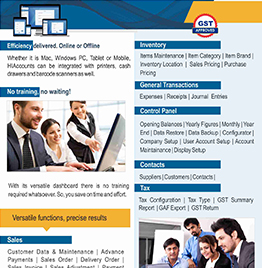 GST
APPROVED
Efficiency delivered. Online or Offline
Whether it is Mac, Windows PC, Tablet or Mobile,
HiAccounts can be integrated with printers, cash
drawers and barcode scanners as well.
No training, no waiting!
With its versatile dashboard there is no training
required whatsoever. So, you save on time and effort.
Versatile functions, precise results
Sales
Customer Data & Maintenance | Advance
Payments | Sales Order | Delivery Order |
Sales Invoice | Sales Adjustment | Payment
Inventory
Items Maintenance | Item Category | Item Brand |
Inventory Location | Sales Pricing | Purchase
Pricing
General Transactions
Expenses | Receipts | Journal Entries
Control Panel
Opening Balances | Yearly Figures | Monthly | Year
End | Data Restore | Data Backup | Configurator |
Company Setup | User Account Setup | Account
Maintainance | Display Setup
Contacts
Suppliers | Customers | Contacts |
Tax
Tax Configuration | Tax Type | GST Summary
Report | GAF Export | GST Return